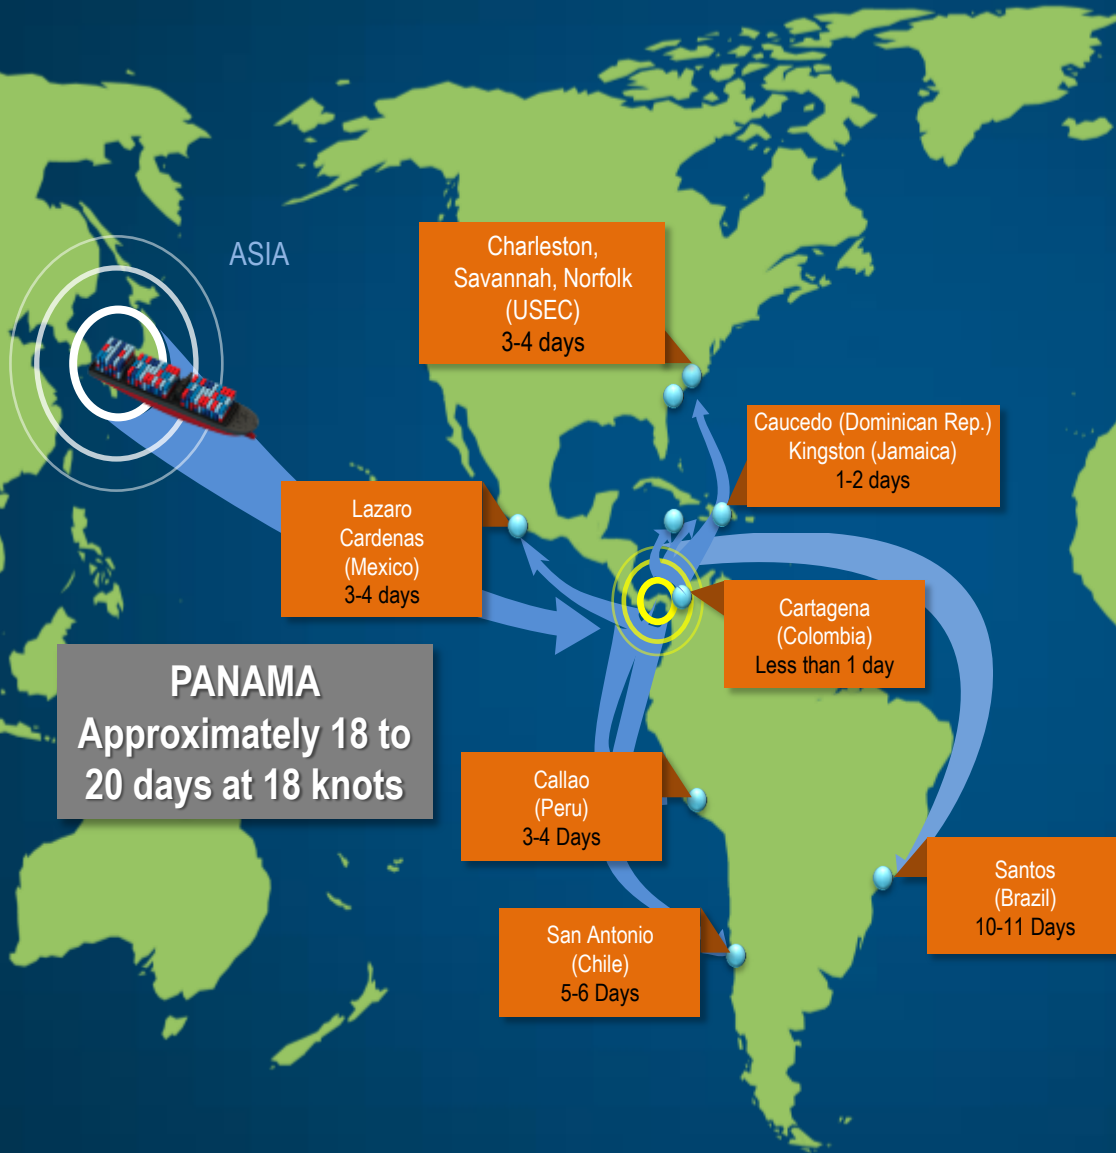 ASIA
Charleston,
Savannah, Norfolk
(USEC)
3-4 days
Caucedo (Dominican Rep.)
Kingston (Jamaica)
1-2 days
Lazaro
Cardenas
(Mexico)
3-4 days
Cartagena
(Colombia)
Less than 1 day
PANAMA
Approximately 18 to
20 days at 18 knots
Callao
(Peru)
3-4 Days
Santos
(Brazil)
10-11 Days
San Antonio
(Chile)
5-6 Days